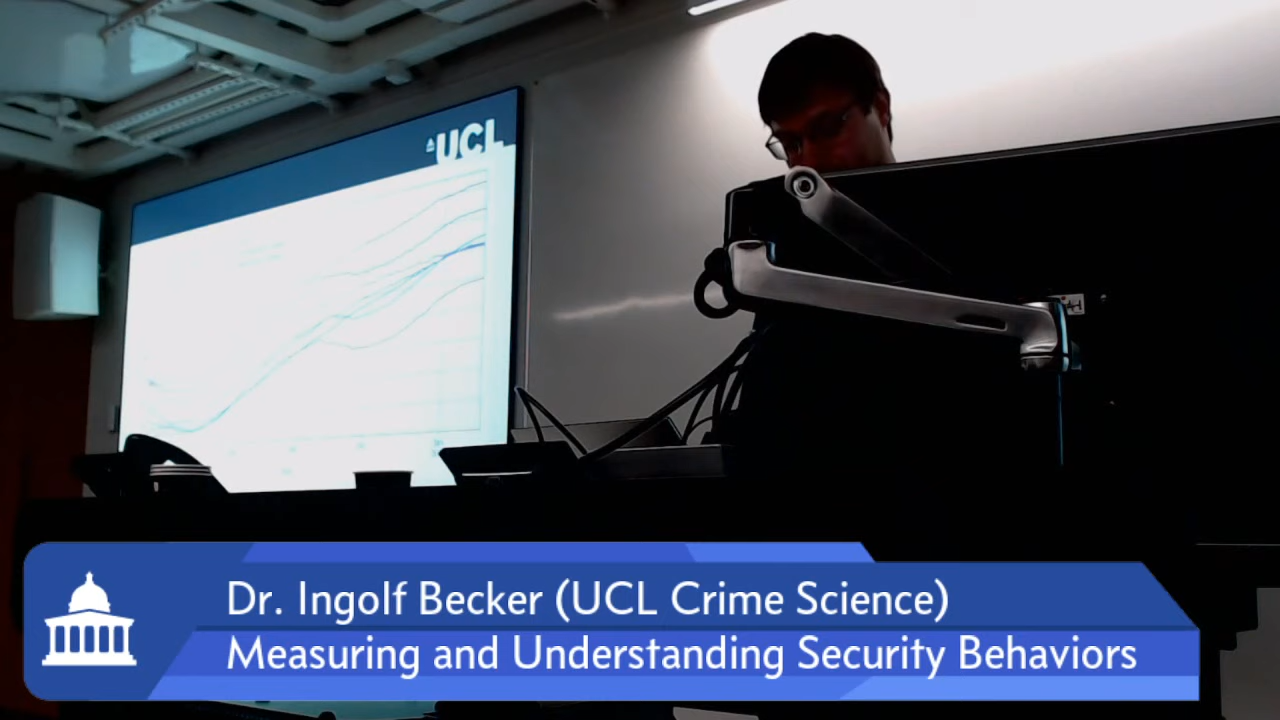 UCL
Dr. Ingolf Becker (UCL Crime Science)
Measuring and Understanding Security Behaviors